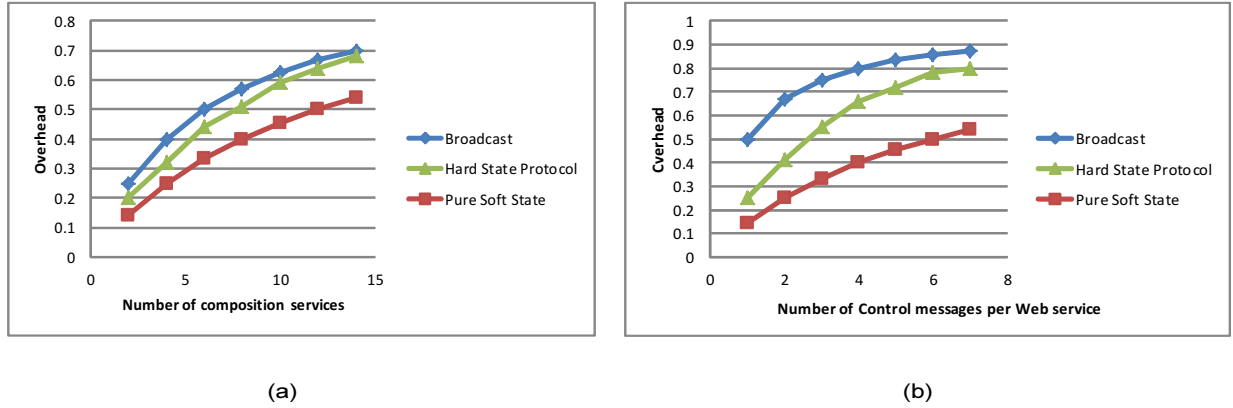 0.8
0.7
0.6
0.5
0.4
0.3
0.2
0.1
0
Overhead
0 5 10 15
Number of composition services
Broadcast
Hard State Protocol
Pure Soft State
(a)
1
0.9
0.8
0.7
0.6
0.5
0.4
0.3
0.2
0.1
0
Cverhead
0 2 4 6 8
Number of Control messages per Web service
Broadcast
Hard State Protocol
Pure Soft State
(b)